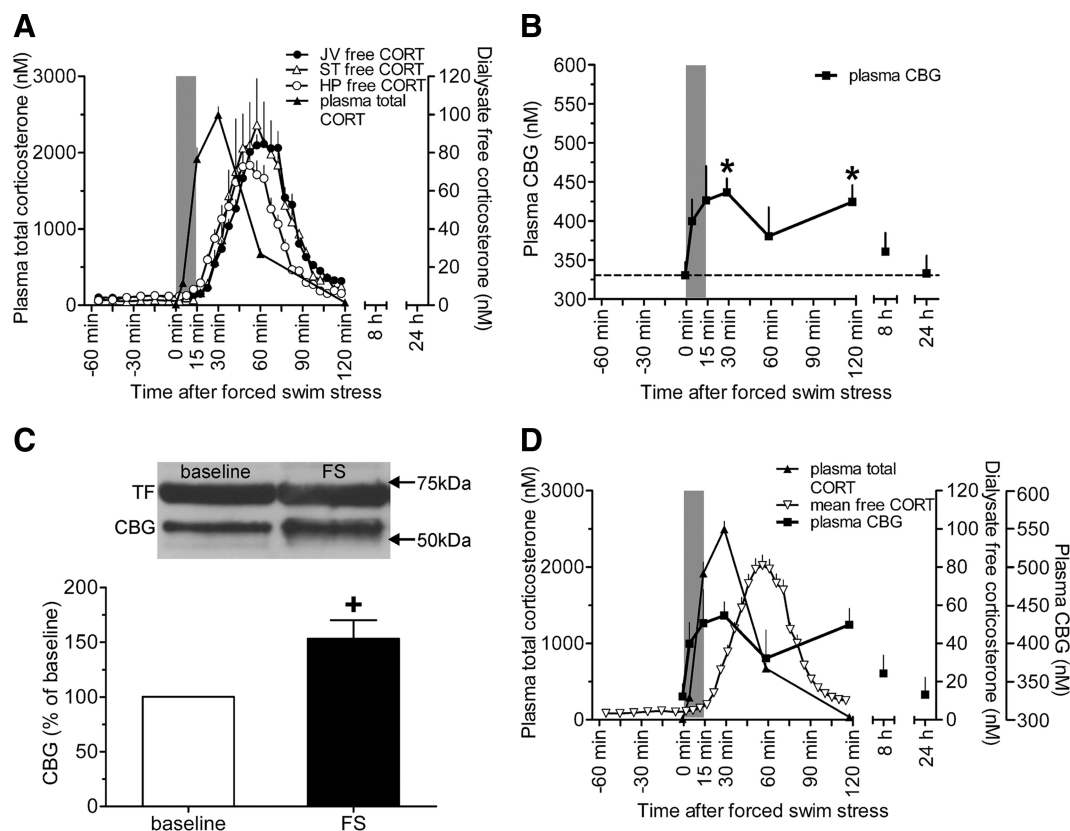 A
JV free CORT
ST free CORT
HP free CORT
plasma total
CORT
Plasma total corticosterone (nM)
3000
2000
1000
0
Dialysate free corticosterone (nM)
120
100
80
60
40
20
0
-60 min
-30 min
0 min
15 min
30 min
60 min
90 min
120 min
8 h
24 h
Time after forced swim stress
B
plasma CBG
Plasma CBG (nM)
600
550
500
450
400
350
300
*
*
-60 min
-30 min
0 min
15 min
30 min
60 min
90 min
120 min
8 h
24 h
Time after forced swim stress
C
baseline FS
TF
CBG
75kDa
50kDa
CBG (% of baseline)
200
150
100
50
0
+
baseline FS
D
plasma total
CORT
mean free CORT
plasma CBG
Plasma total corticosterone (nM)
3000
2000
1000
0
Dialysate free corticosterone (nM)
120
100
80
60
40
20
0
Plasma CBG (nM)
600
550
500
450
400
350
300
-60 min
-30 min
0 min
15 min
30 min
60 min
90 min
120 min
8 h
24 h
Time after forced swim stress